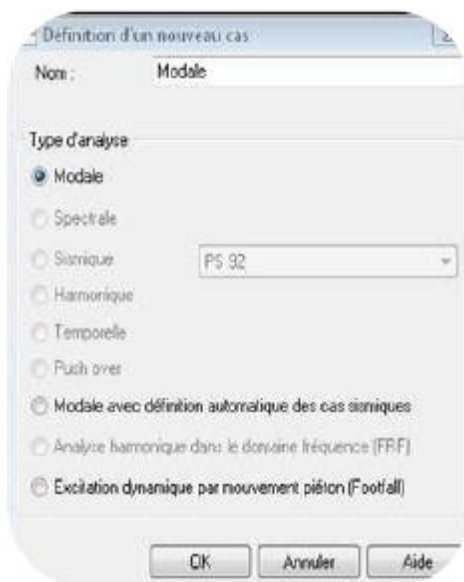 Définition d'un nouveau cas
Nom : Modale
Type d'analyse
Modale
Spectrale
Sismique PS 92
Harmonique
Temporelle
Push over
Modale avec définition automatique des cas sismiques
Analyse harmonique dans le domaine fréquence (FRF)
Excitation dynamique par mouvement piéton (Footfall)
OK Annuler Aide